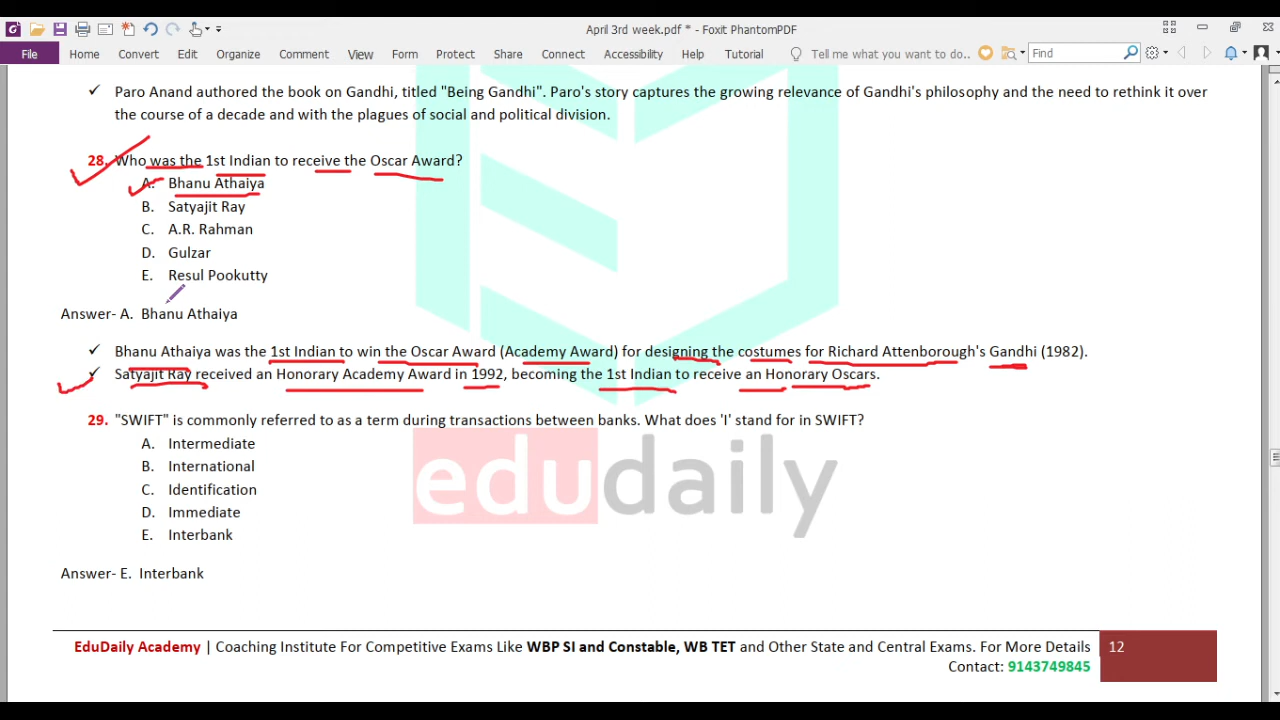 April 3rd week.pdf * - Foxit PhantomPDF
File Home Convert Edit Organize Comment View Form Protect Share Connect Accessibility Help Tutorial Tell me what you want to do.. Find
✓ Paro Anand authored the book on Gandhi, titled "Being Gandhi". Paro's story captures the growing relevance of Gandhi's philosophy and the need to rethink it over
the course of a decade and with the plagues of social and political division.
28. Who was the 1st Indian to receive the Oscar Award?
A. Bhanu Athaiya
B. Satyajit Ray
C. A.R. Rahman
D. Gulzar
E. Resul Pookutty
Answer- A. Bhanu Athaiya
✓ Bhanu Athaiya was the 1st Indian to win the Oscar Award (Academy Award) for designing the costumes for Richard Attenborough's Gandhi (1982).
✓ Satyajit Ray received an Honorary Academy Award in 1992, becoming the 1st Indian to receive an Honorary Oscars.
29. "SWIFT" is commonly referred to as a term during transactions between banks. What does 'I' stand for in SWIFT?
A. Intermediate
B. International
C. Identification
D. Immediate
E. Interbank
edudaily
Answer- E. Interbank
EduDaily Academy | Coaching Institute For Competitive Exams Like WBP SI and Constable, WB TET and Other State and Central Exams. For More Details 12
Contact: 9143749845